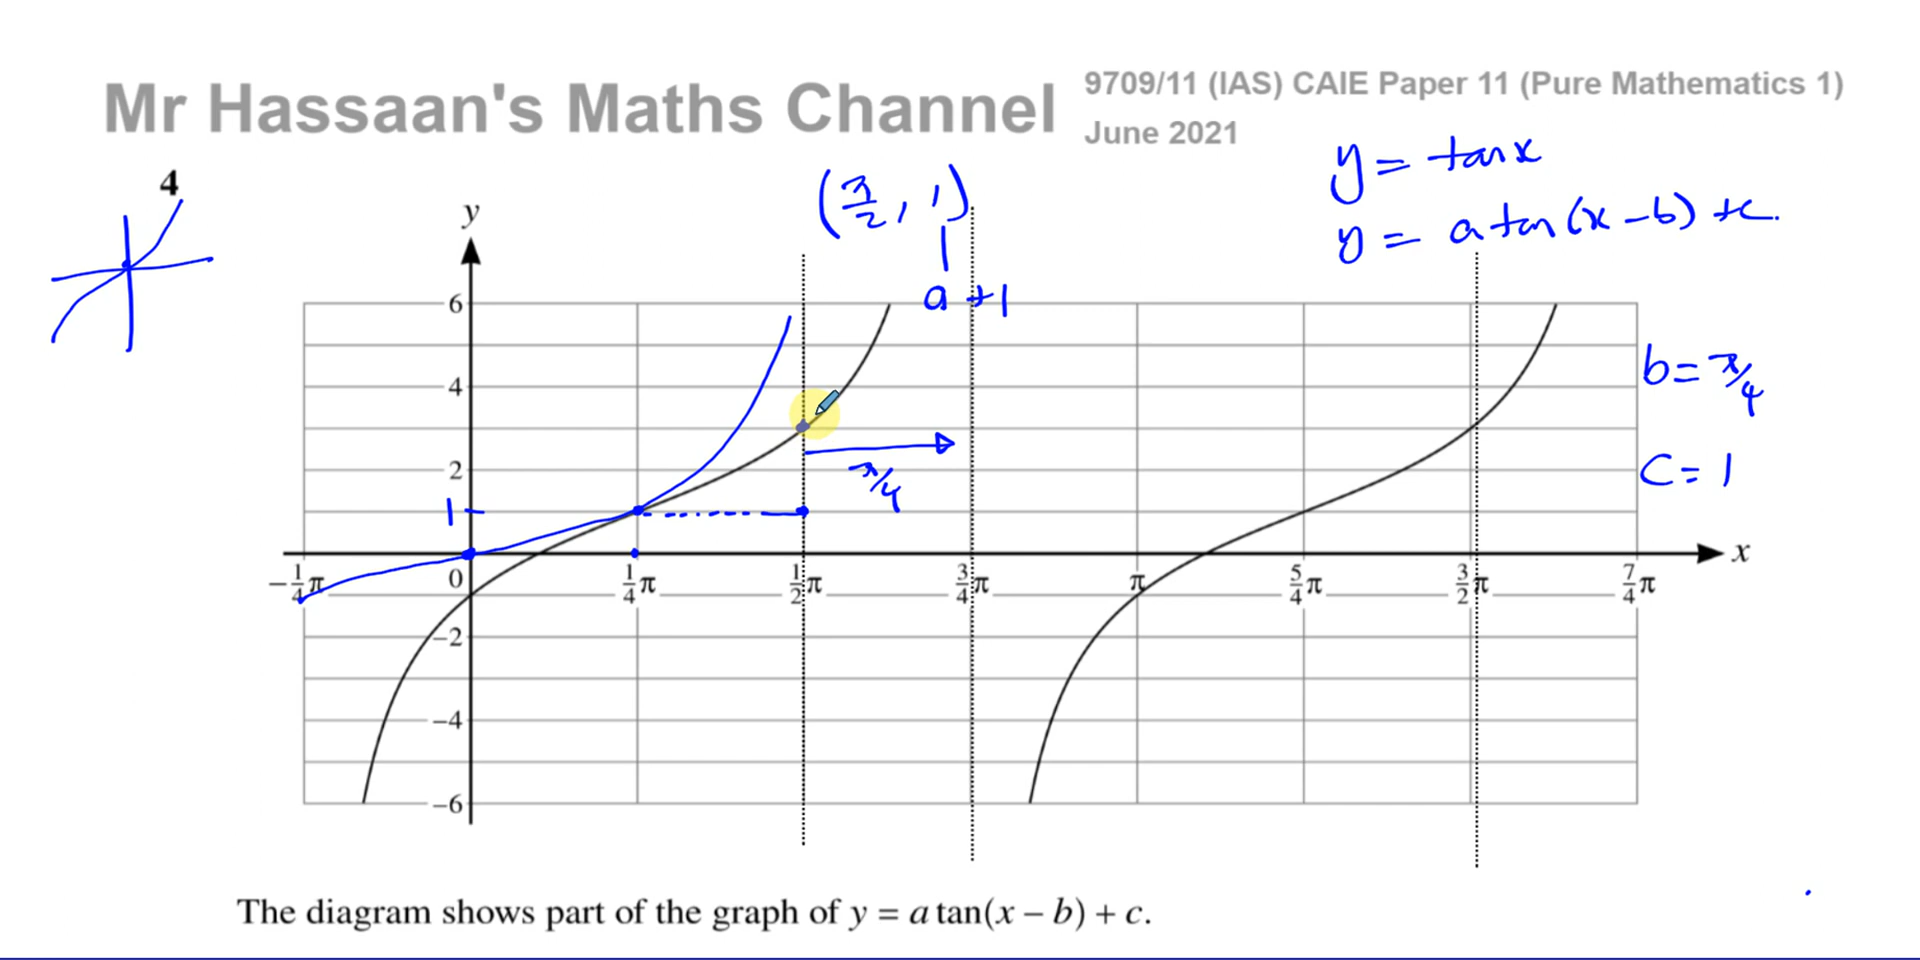 Mr Hassaan's Maths Channel
9709/11 (IAS) CAIE Paper 11 (Pure Mathematics 1)
June 2021
y = tan x
4
(π/2, 1)
y = a tan(x – b) + c.
y
a + 1
6
b = π/4
4
2
π/4
c = 1
1
x
0
–1/4π 1/4π 1/2π 3/4π π 5/4π 3/2π 7/4π
–2
–4
–6
The diagram shows part of the graph of y = a tan(x – b) + c.